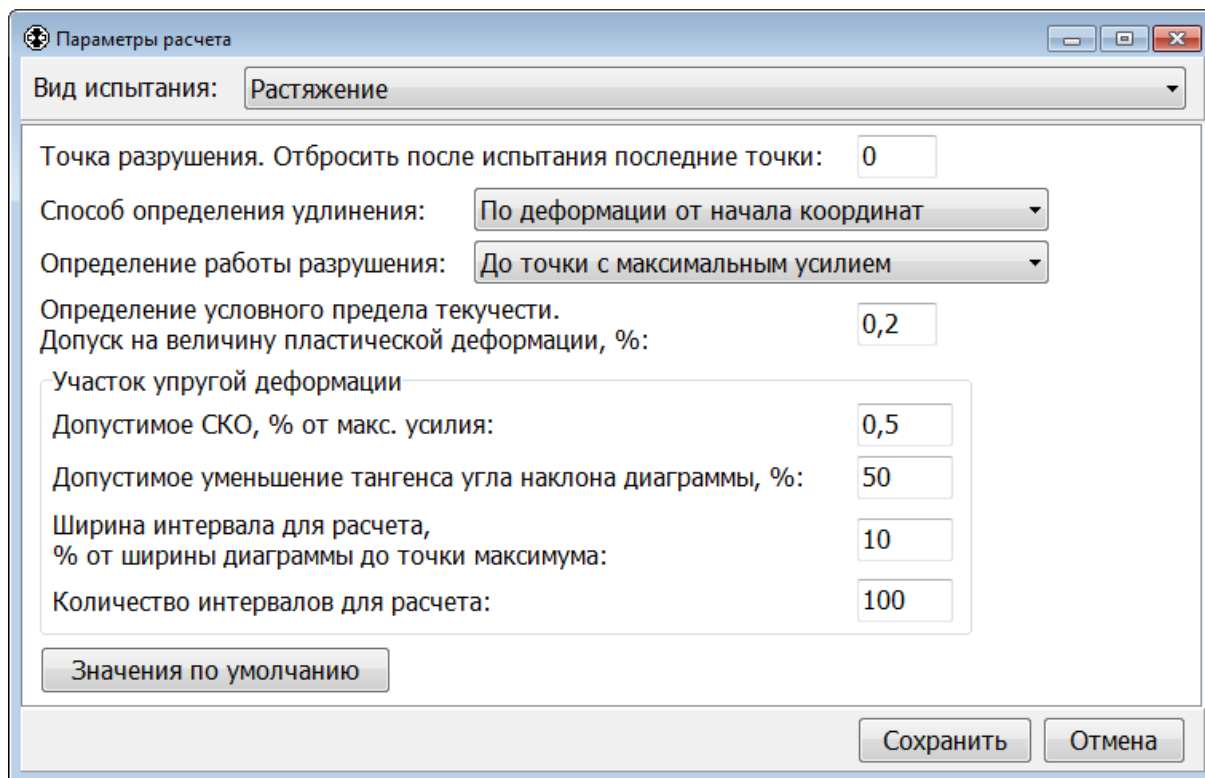 Параметры расчета
Вид испытания: Растяжение
Точка разрушения. Отбросить после испытания последние точки: 0
Способ определения удлинения: По деформации от начала координат
Определение работы разрушения: До точки с максимальным усилием
Определение условного предела текучести.
Допуск на величину пластической деформации, %: 0,2
Участок упругой деформации
Допустимое СКО, % от макс. усилия: 0,5
Допустимое уменьшение тангенса угла наклона диаграммы, %: 50
Ширина интервала для расчета,
% от ширины диаграммы до точки максимума: 10
Количество интервалов для расчета: 100
Значения по умолчанию
Сохранить Отмена